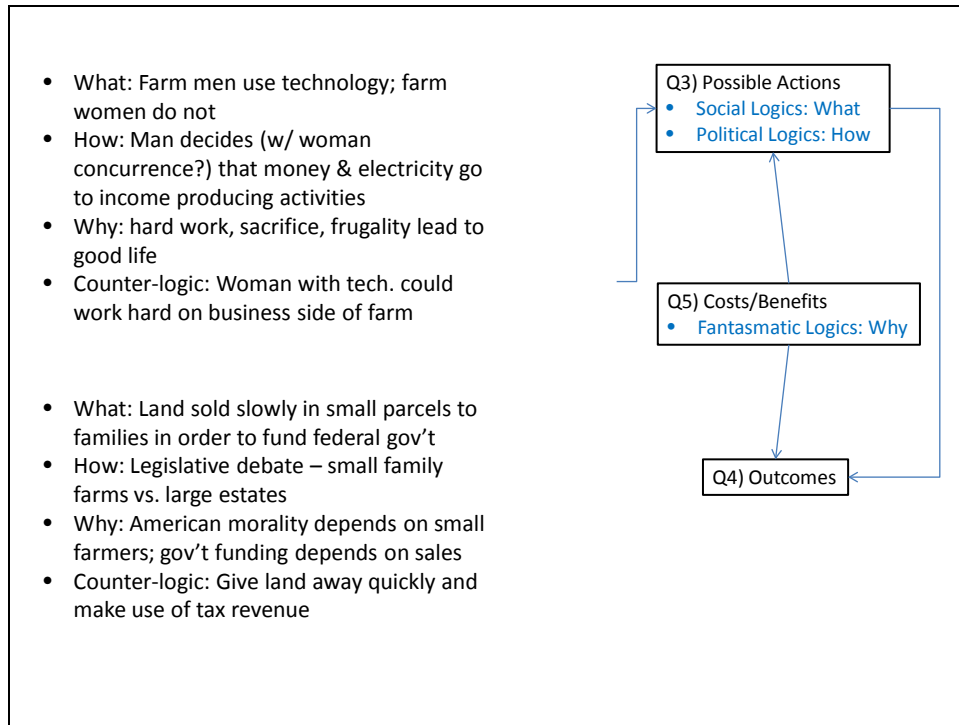 • What: Farm men use technology; farm
women do not
• How: Man decides (w/ woman
concurrence?) that money & electricity go
to income producing activities
• Why: hard work, sacrifice, frugality lead to
good life
• Counter-logic: Woman with tech. could
work hard on business side of farm
• What: Land sold slowly in small parcels to
families in order to fund federal gov’t
• How: Legislative debate – small family
farms vs. large estates
• Why: American morality depends on small
farmers; gov’t funding depends on sales
• Counter-logic: Give land away quickly and
make use of tax revenue
Q3) Possible Actions
• Social Logics: What
• Political Logics: How
Q5) Costs/Benefits
• Fantasmatic Logics: Why
Q4) Outcomes